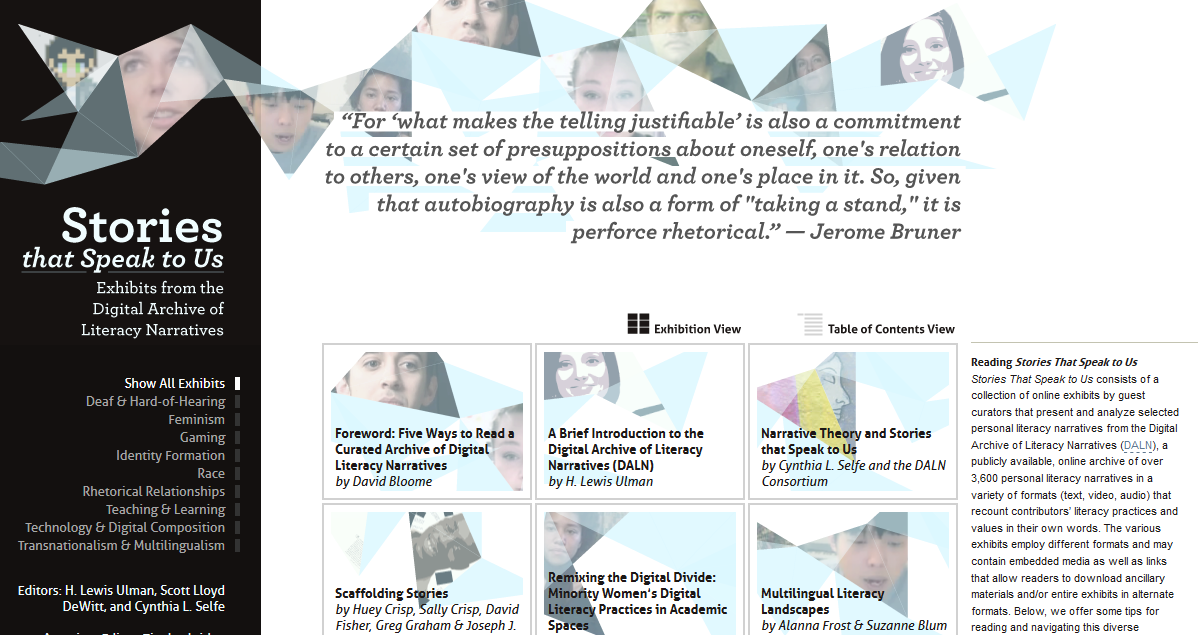 Stories
that Speak to Us
Exhibits from the
Digital Archive of
Literacy Narratives
Show All Exhibits
Deaf & Hard-of-Hearing
Feminism
Gaming
Identity Formation
Race
Rhetorical Relationships
Teaching & Learning
Technology & Digital Composition
Transnationalism & Multilingualism
Editors: H. Lewis Ulman, Scott Lloyd
DeWitt, and Cynthia L. Selfe
“For ‘what makes the telling justifiable’ is also a commitment
to a certain set of presuppositions about oneself, one's relation
to others, one's view of the world and one's place in it. So, given
that autobiography is also a form of "taking a stand," it is
perforce rhetorical.” — Jerome Bruner
Exhibition View
Table of Contents View
Foreword: Five Ways to Read a
Curated Archive of Digital
Literacy Narratives
by David Bloome
A Brief Introduction to the
Digital Archive of Literacy
Narratives (DALN)
by H. Lewis Ulman
Narrative Theory and Stories
that Speak to Us
by Cynthia L. Selfe and the DALN
Consortium
Scaffolding Stories
by Huey Crisp, Sally Crisp, David
Fisher, Greg Graham & Joseph J.
Remixing the Digital Divide:
Minority Women's Digital
Literacy Practices in Academic
Spaces
Multilingual Literacy
Landscapes
by Alanna Frost & Suzanne Blum
Reading Stories That Speak to Us
Stories That Speak to Us consists of a
collection of online exhibits by guest
curators that present and analyze selected
personal literacy narratives from the Digital
Archive of Literacy Narratives (DALN), a
publicly available, online archive of over
3,600 personal literacy narratives in a
variety of formats (text, video, audio) that
recount contributors' literacy practices and
values in their own words. The various
exhibits employ different formats and may
contain embedded media as well as links
that allow readers to download ancillary
materials and/or entire exhibits in alternate
formats. Below, we offer some tips for
reading and navigating this diverse